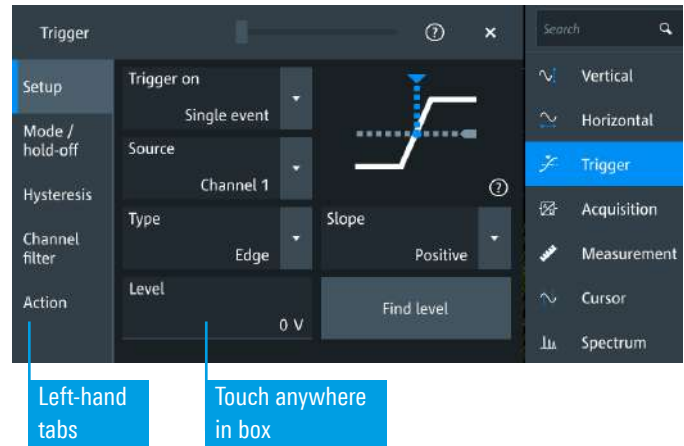 Trigger
?
×
Search
Setup
Mode /
hold-off
Hysteresis
Channel
filter
Action
Trigger on
Single event
Source
Channel 1
?
Type
Edge
Slope
Positive
Level
0 V
Find level
Vertical
Horizontal
Trigger
Acquisition
Measurement
Cursor
Spectrum
Left-hand
tabs
Touch anywhere
in box